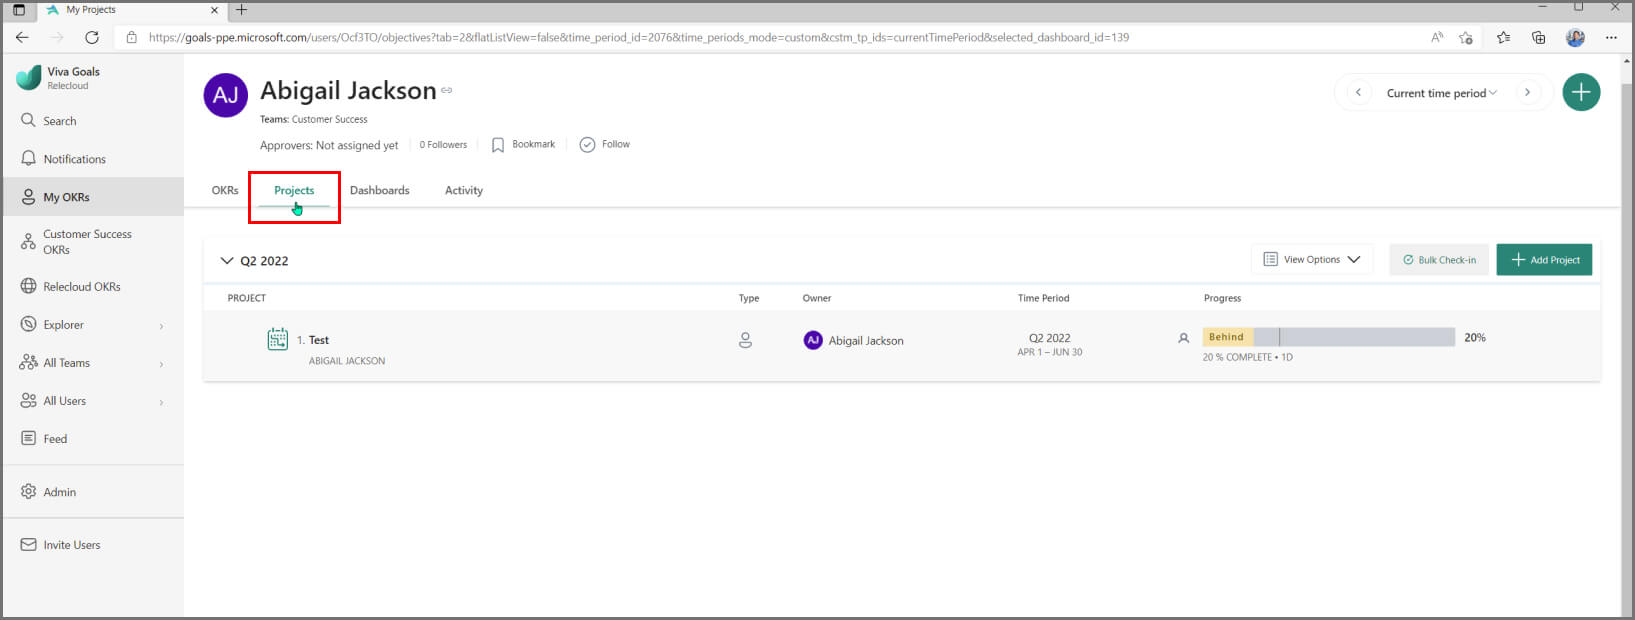 My Projects
https://goals-ppe.microsoft.com/users/Ocf3TO/objectives?tab=2&flatListView=false&time_period_id=2076&time_periods_mode=custom&cstm_tp_ids=currentTimePeriod&selected_dashboard_id=139
Viva Goals
Relecloud
Search
Notifications
My OKRs
Customer Success
OKRs
Relecloud OKRs
Explorer
All Teams
All Users
Feed
Admin
Invite Users
AJ
Abigail Jackson
Teams: Customer Success
Approvers: Not assigned yet
0 Followers
Bookmark
Follow
Current time period
OKRs
Projects
Dashboards
Activity
Q2 2022
View Options
Bulk Check-in
Add Project
PROJECT
Type
Owner
Time Period
Progress
1. Test
ABIGAIL JACKSON
AJ
Abigail Jackson
Q2 2022
APR 1 – JUN 30
Behind
20%
20 % COMPLETE • 1D